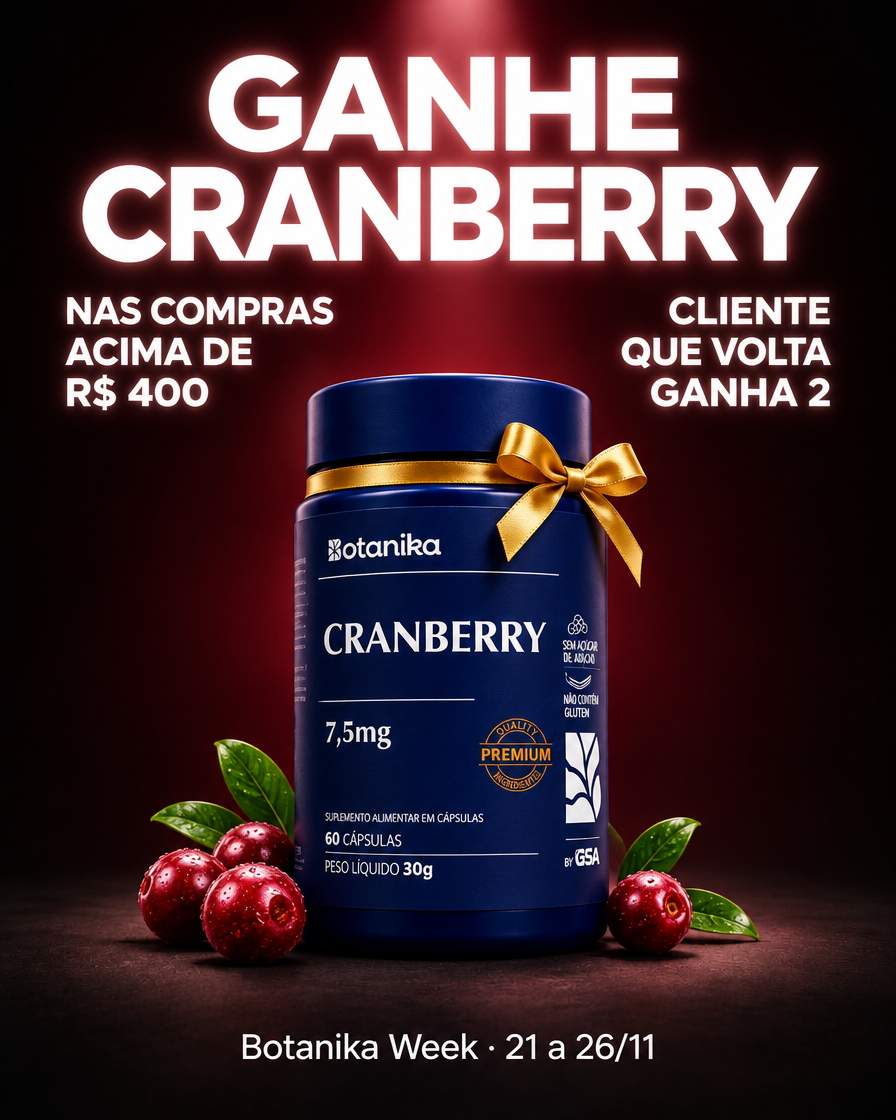 GANHE
CRANBERRY
NAS COMPRAS
ACIMA DE
R$ 400
CLIENTE
QUE VOLTA
GANHA 2
Botanika
CRANBERRY
SEM AÇÚCAR
DE ADIÇÃO
NÃO CONTÉM
GLUTEN
7,5mg
QUALITY
PREMIUM
INGREDIENTS
SUPLEMENTO ALIMENTAR EM CÁPSULAS
60 CÁPSULAS
PESO LÍQUIDO 30g
BY GSA
Botanika Week · 21 a 26/11